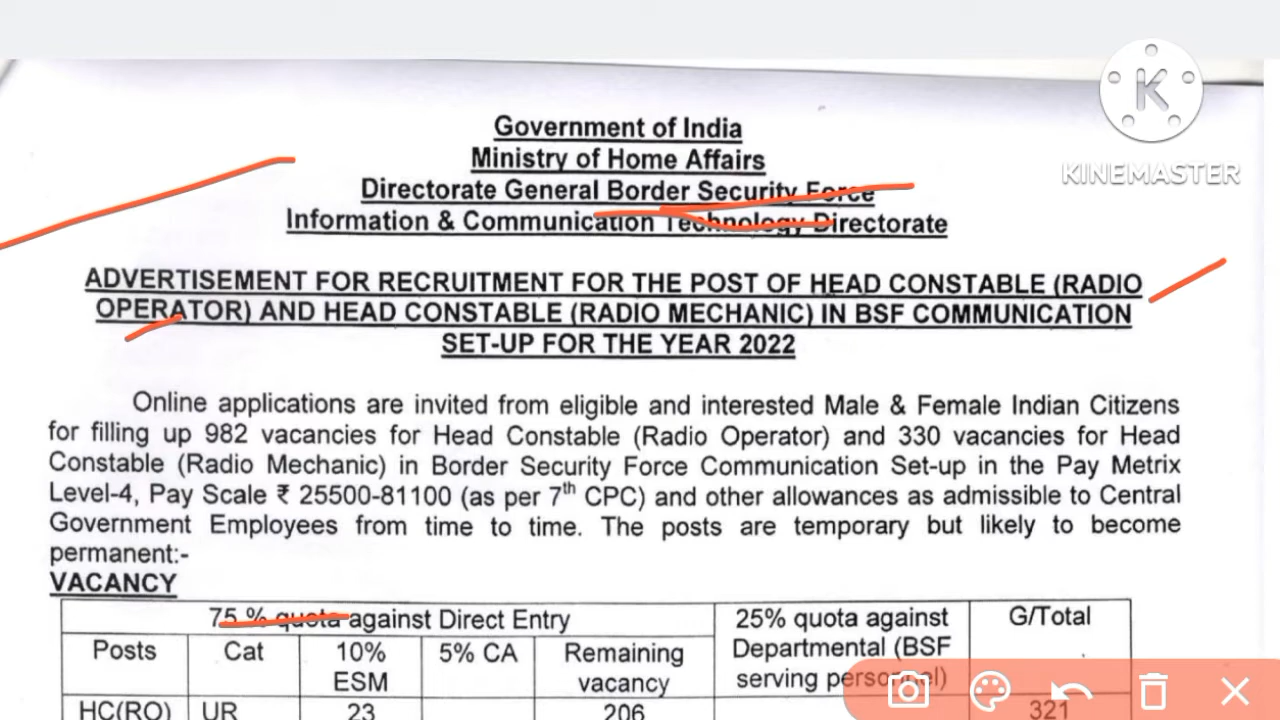 K
KINEMASTER
Government of India
Ministry of Home Affairs
Directorate General Border Security Force
Information & Communication Technology Directorate
ADVERTISEMENT FOR RECRUITMENT FOR THE POST OF HEAD CONSTABLE (RADIO
OPERATOR) AND HEAD CONSTABLE (RADIO MECHANIC) IN BSF COMMUNICATION
SET-UP FOR THE YEAR 2022
Online applications are invited from eligible and interested Male & Female Indian Citizens
for filling up 982 vacancies for Head Constable (Radio Operator) and 330 vacancies for Head
Constable (Radio Mechanic) in Border Security Force Communication Set-up in the Pay Metrix
Level-4, Pay Scale ₹ 25500-81100 (as per 7th CPC) and other allowances as admissible to Central
Government Employees from time to time. The posts are temporary but likely to become
permanent:-
VACANCY
75 % quota against Direct Entry
25% quota against
Departmental (BSF
serving personnel)
G/Total
Posts
Cat
10%
ESM
5% CA
Remaining
vacancy
HC(RO)
UR
23
206
321